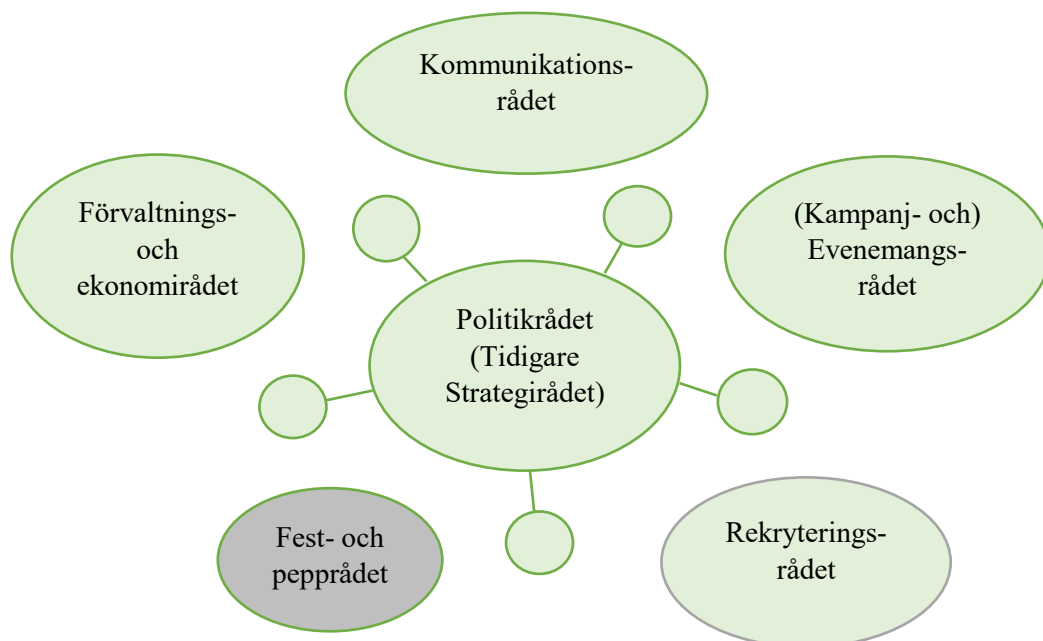 Kommunikations-
rådet
Förvaltnings-
och
ekonomirådet
(Kampanj- och)
Evenemangs-
rådet
Politikrådet
(Tidigare
Strategirådet)
Fest- och
pepprådet
Rekryterings-
rådet